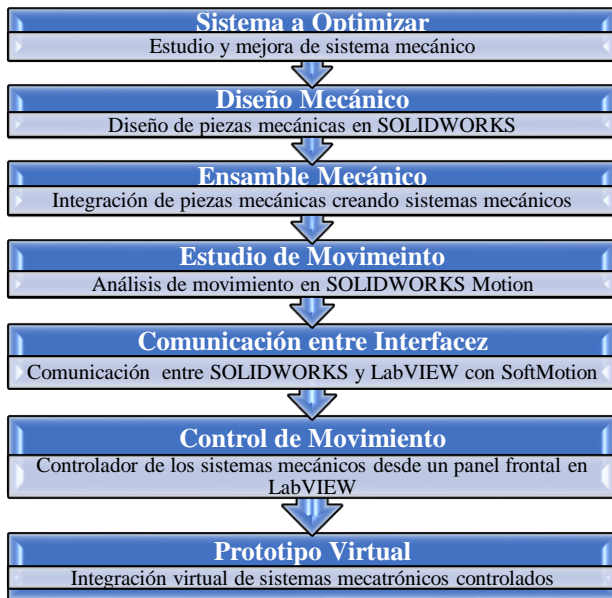 Sistema a Optimizar
Estudio y mejora de sistema mecánico
Diseño Mecánico
Diseño de piezas mecánicas en SOLIDWORKS
Ensamble Mecánico
Integración de piezas mecánicas creando sistemas mecánicos
Estudio de Movimeinto
Análisis de movimiento en SOLIDWORKS Motion
Comunicación entre Interfacez
Comunicación entre SOLIDWORKS y LabVIEW con SoftMotion
Control de Movimiento
Controlador de los sistemas mecánicos desde un panel frontal en
LabVIEW
Prototipo Virtual
Integración virtual de sistemas mecatrónicos controlados